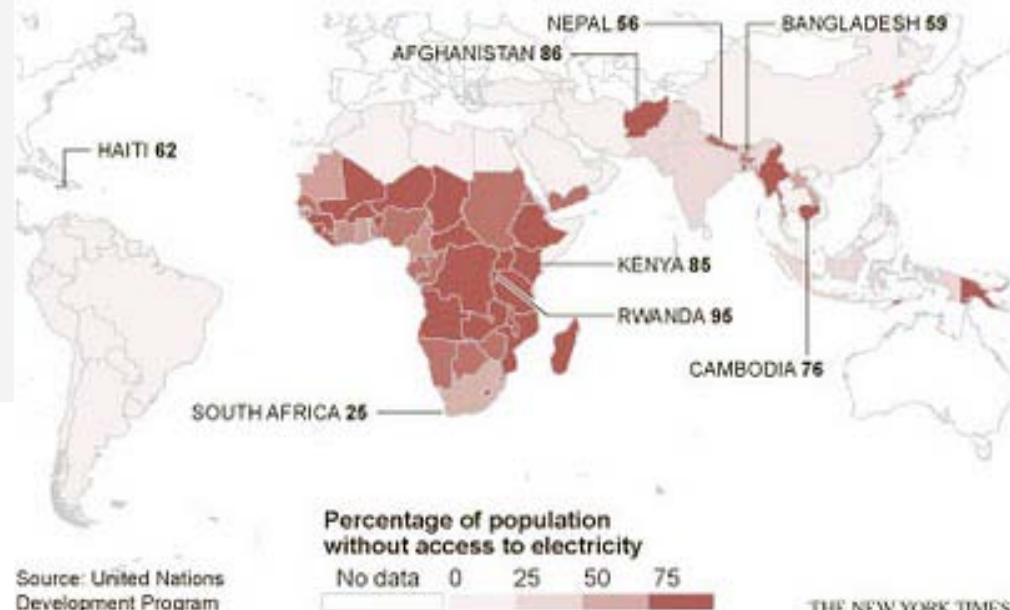 NEPAL 56
BANGLADESH 59
AFGHANISTAN 86
HAITI 62
KENYA 85
RWANDA 95
CAMBODIA 76
SOUTH AFRICA 25
Percentage of population
without access to electricity
No data 0 25 50 75
Source: United Nations
Development Program
THE NEW YORK TIMES